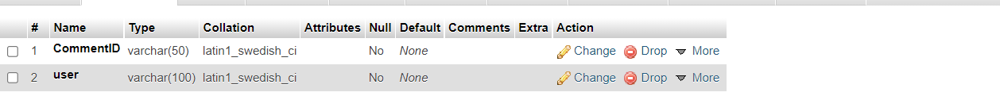 # Name Type Collation Attributes Null Default Comments Extra Action
1 CommentID varchar(50) latin1_swedish_ci No None Change Drop More
2 user varchar(100) latin1_swedish_ci No None Change Drop More